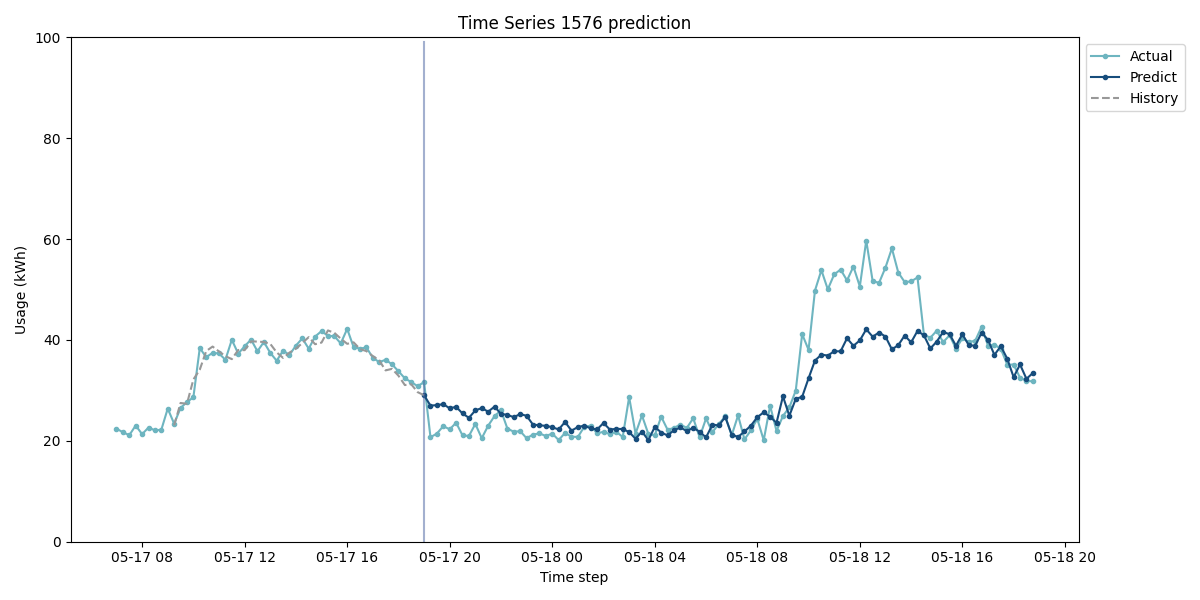 Time Series 1576 prediction
100
80
60
40
20
0
Usage (kWh)
05-17 08
05-17 12
05-17 16
05-17 20
05-18 00
05-18 04
05-18 08
05-18 12
05-18 16
05-18 20
Time step
Actual
Predict
History